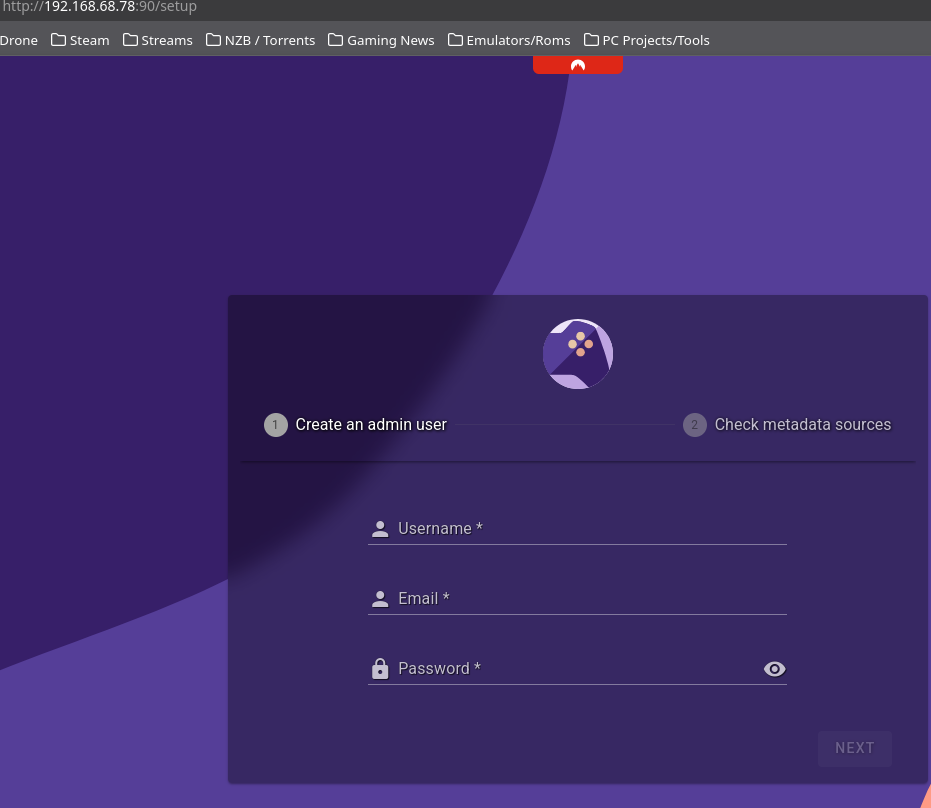 http://192.168.68.78:90/setup
Drone Steam Streams NZB / Torrents Gaming News Emulators/Roms PC Projects/Tools
1 Create an admin user 2 Check metadata sources
Username *
Email *
Password *
NEXT